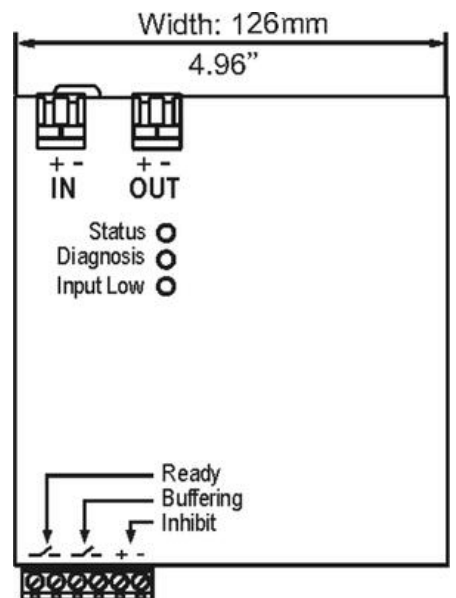 Width: 126mm
4.96”
+ - + -
IN OUT
Status
Diagnosis
Input Low
Ready
Buffering
Inhibit
+ -